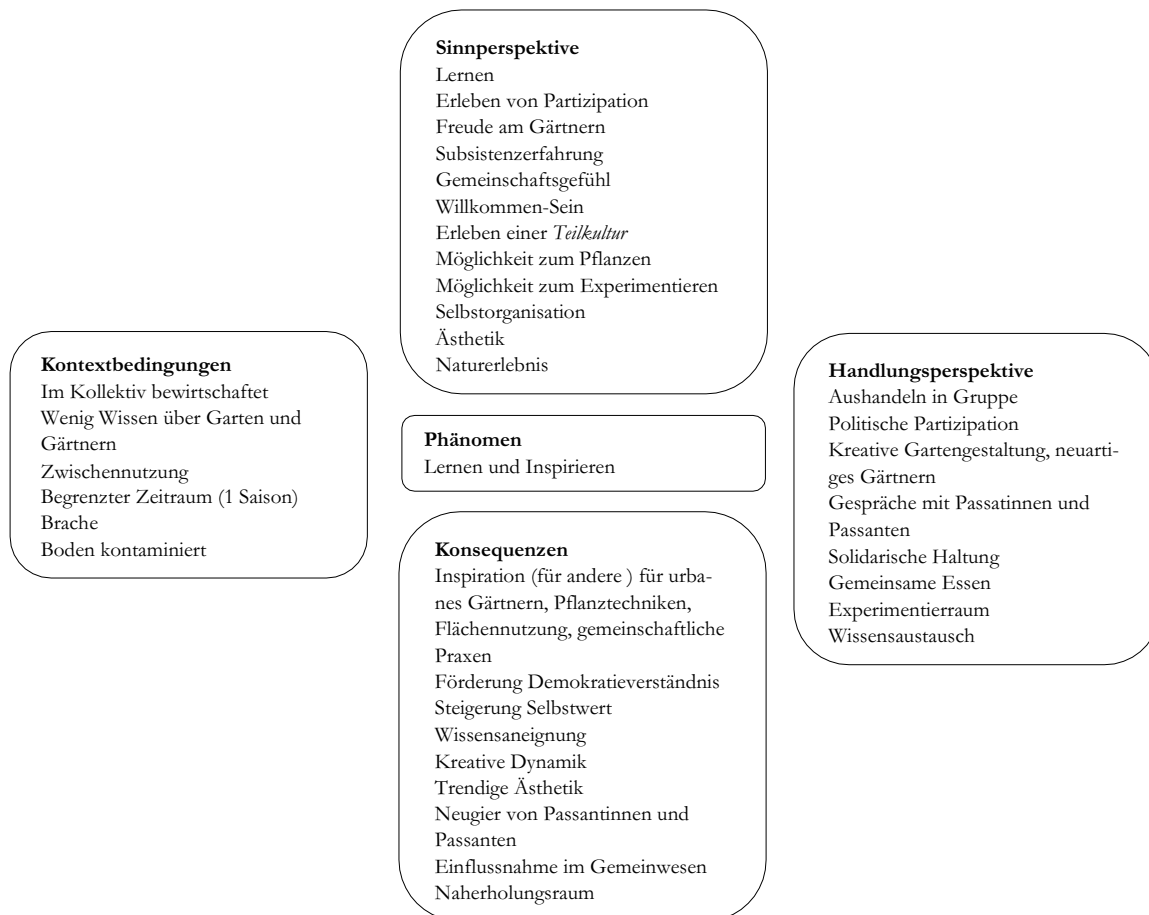 Sinnperspektive
Lernen
Erleben von Partizipation
Freude am Gärtnern
Subsistenzerfahrung
Gemeinschaftsgefühl
Willkommen-Sein
Erleben einer Teilkultur
Möglichkeit zum Pflanzen
Möglichkeit zum Experimentieren
Selbstorganisation
Ästhetik
Naturerlebnis
Kontextbedingungen
Im Kollektiv bewirtschaftet
Wenig Wissen über Garten und
Gärtnern
Zwischennutzung
Begrenzter Zeitraum (1 Saison)
Brache
Boden kontaminiert
Phänomen
Lernen und Inspirieren
Handlungsperspektive
Aushandeln in Gruppe
Politische Partizipation
Kreative Gartengestaltung, neuarti-
ges Gärtnern
Gespräche mit Passatinnen und
Passanten
Solidarische Haltung
Gemeinsame Essen
Experimentierraum
Wissensaustausch
Konsequenzen
Inspiration (für andere ) für urba-
nes Gärtnern, Pflanztechniken,
Flächennutzung, gemeinschaftliche
Praxen
Förderung Demokratieverständnis
Steigerung Selbstwert
Wissensaneignung
Kreative Dynamik
Trendige Ästhetik
Neugier von Passantinnen und
Passanten
Einflussnahme im Gemeinwesen
Naherholungsraum